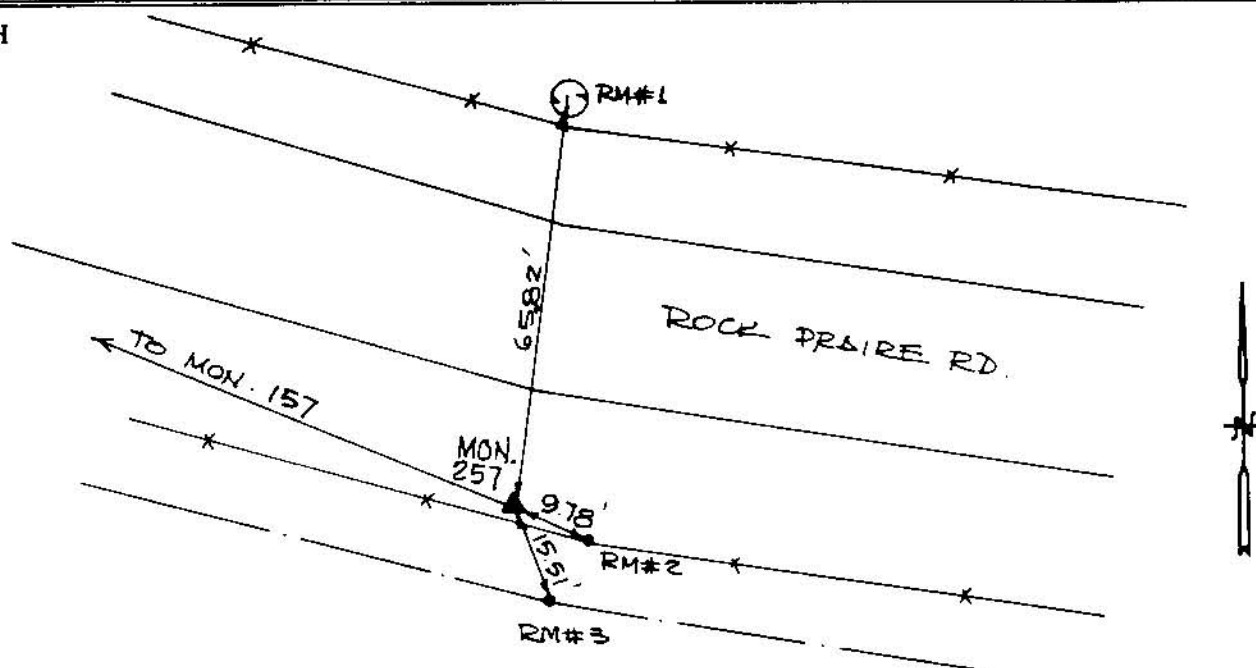 RM#1
65.82'
ROCK PRAIRE RD.
TO MON. 157
MON.
257
9.78'
15.51'
RM#2
RM#3
N